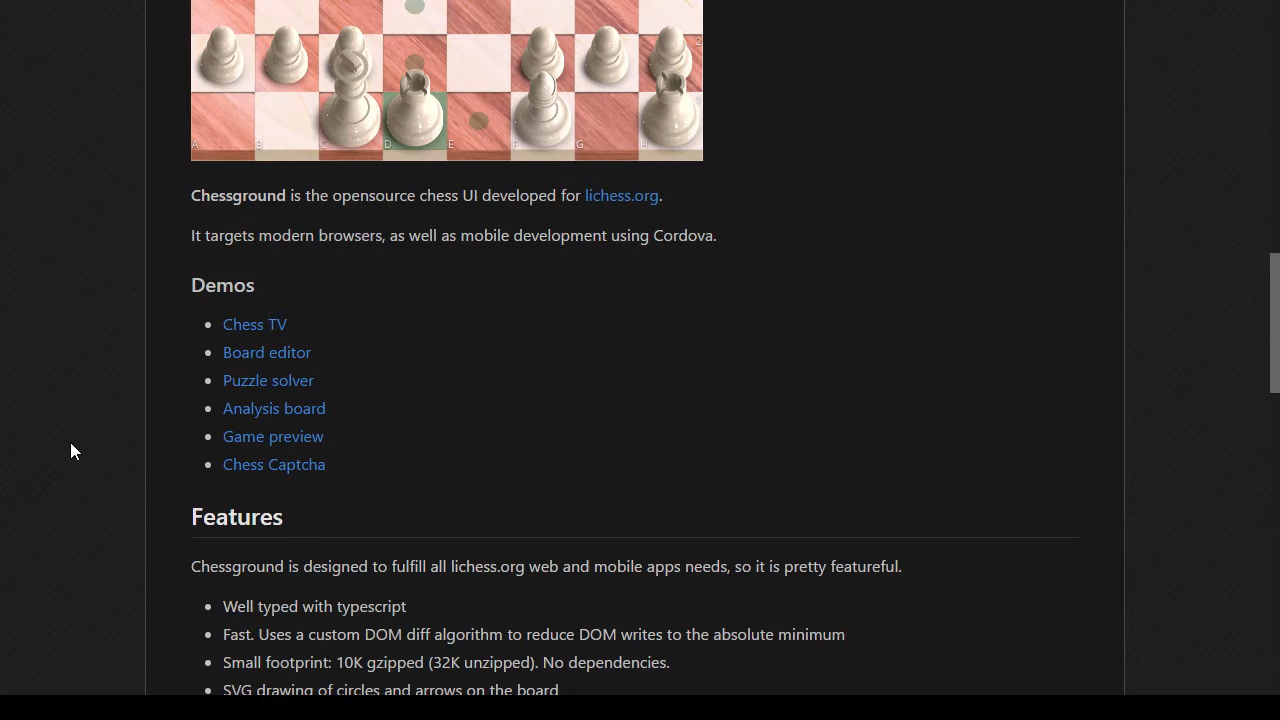 2
A B C D E F G H
Chessground is the opensource chess UI developed for lichess.org.
It targets modern browsers, as well as mobile development using Cordova.
Demos
Chess TV
Board editor
Puzzle solver
Analysis board
Game preview
Chess Captcha
Features
Chessground is designed to fulfill all lichess.org web and mobile apps needs, so it is pretty featureful.
Well typed with typescript
Fast. Uses a custom DOM diff algorithm to reduce DOM writes to the absolute minimum
Small footprint: 10K gzipped (32K unzipped). No dependencies.
SVG drawing of circles and arrows on the board